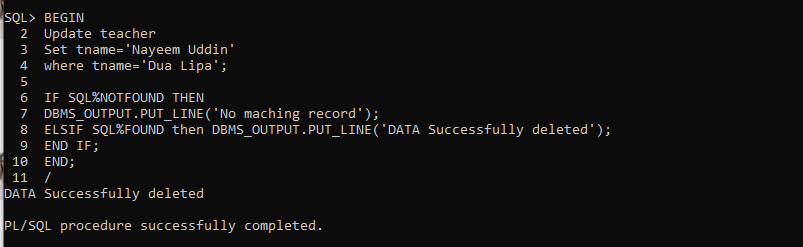 SQL> BEGIN
2 Update teacher
3 Set tname='Nayeem Uddin'
4 where tname='Dua Lipa';
5
6 IF SQL%NOTFOUND THEN
7 DBMS_OUTPUT.PUT_LINE('No maching record');
8 ELSIF SQL%FOUND then DBMS_OUTPUT.PUT_LINE('DATA Successfully deleted');
9 END IF;
10 END;
11 /
DATA Successfully deleted
PL/SQL procedure successfully completed.